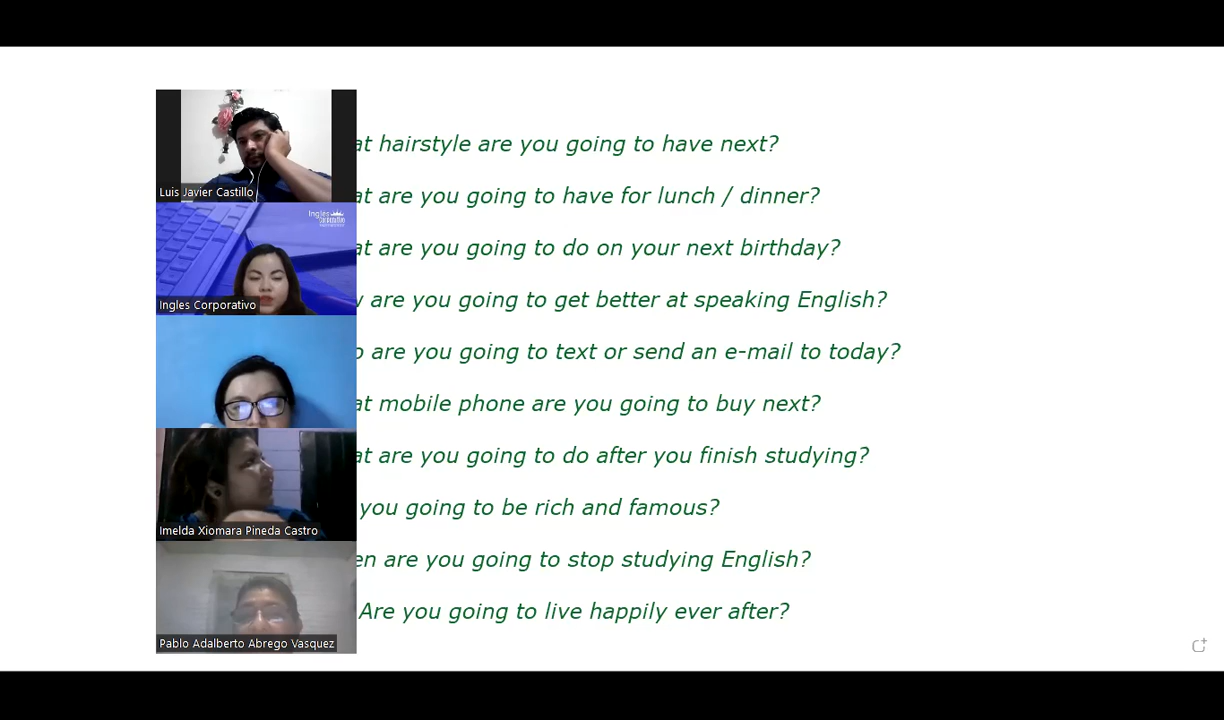 at hairstyle are you going to have next?
at are you going to have for lunch / dinner?
at are you going to do on your next birthday?
are you going to get better at speaking English?
o are you going to text or send an e-mail to today?
at mobile phone are you going to buy next?
at are you going to do after you finish studying?
you going to be rich and famous?
en are you going to stop studying English?
Are you going to live happily ever after?
Luis Javier Castillo
Ingles Corporativo
Ingles Corporativo
Imelda Xiomara Pineda Castro
Pablo Adalberto Abrego Vasquez